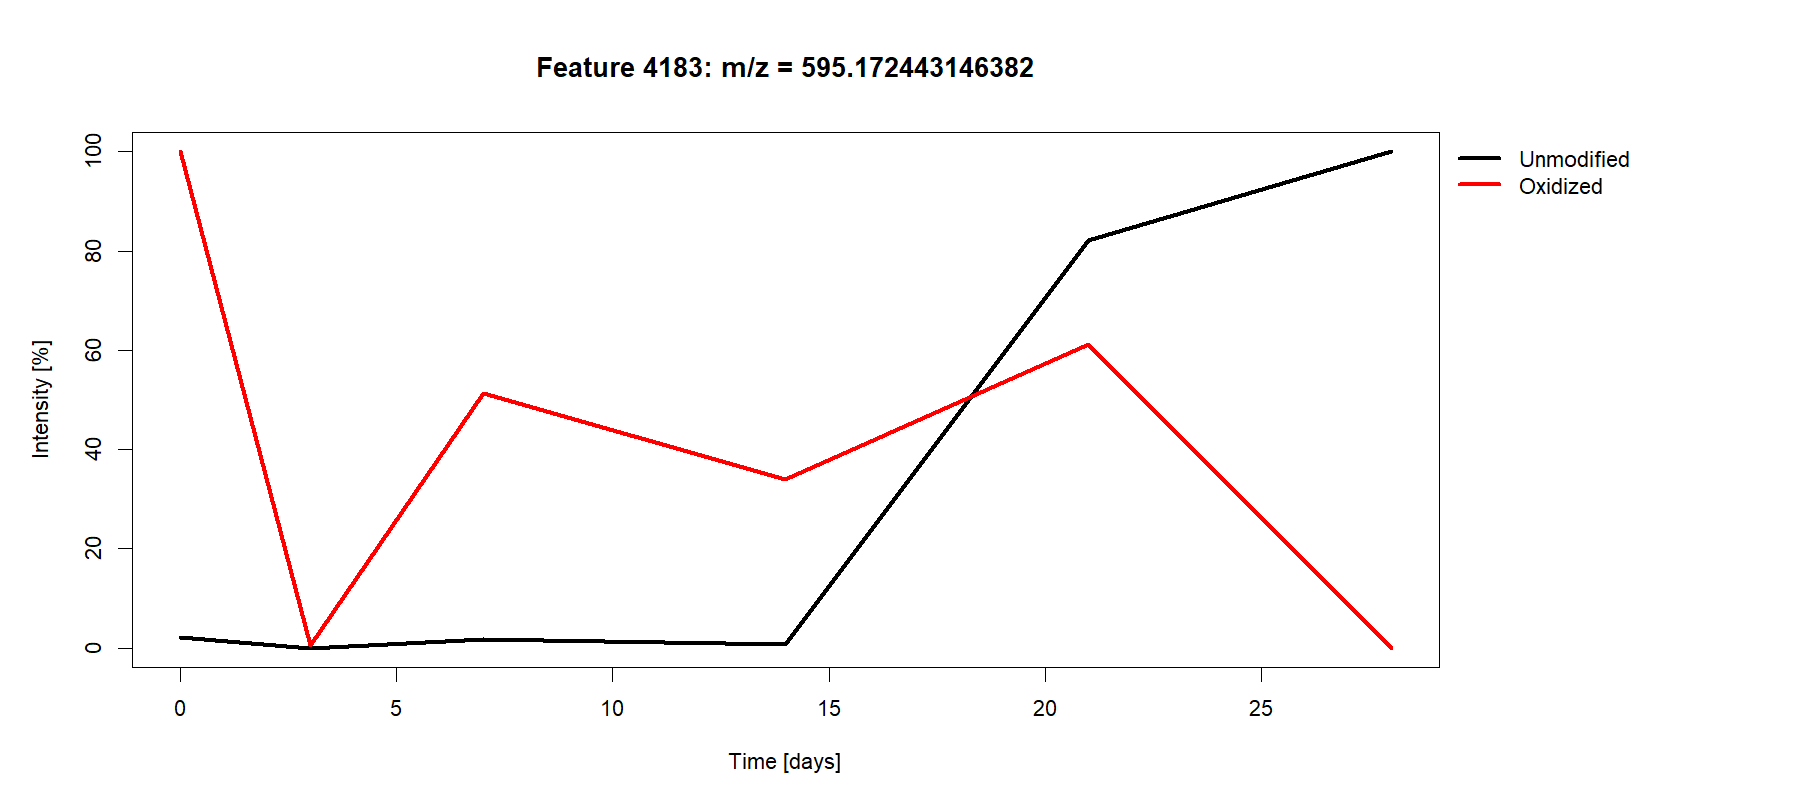 Feature 4183: m/z = 595.172443146382
Unmodified
Oxidized
Intensity [%]
100
80
60
40
20
0
0 5 10 15 20 25
Time [days]